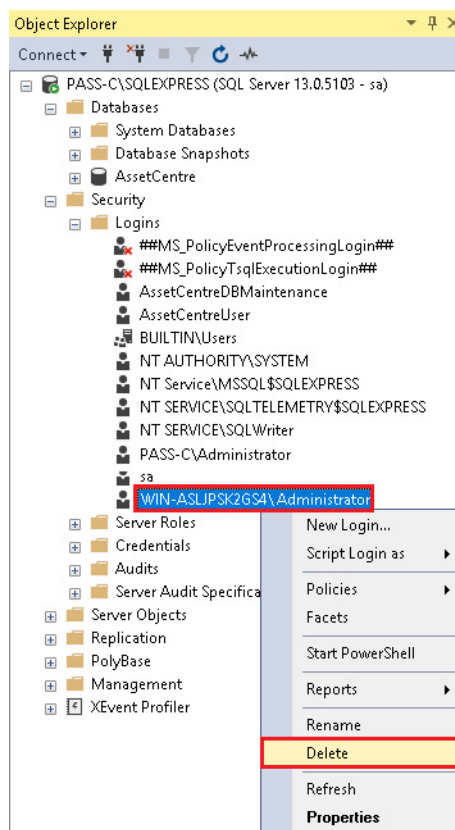 Object Explorer
Connect
PASS-C\SQLEXPRESS (SQL Server 13.0.5103 - sa)
Databases
System Databases
Database Snapshots
AssetCentre
Security
Logins
##MS_PolicyEventProcessingLogin##
##MS_PolicyTsqlExecutionLogin##
AssetCentreDBMaintenance
AssetCentreUser
BUILTIN\Users
NT AUTHORITY\SYSTEM
NT Service\MSSQL$SQLEXPRESS
NT SERVICE\SQLTELEMETRY$SQLEXPRESS
NT SERVICE\SQLWriter
PASS-C\Administrator
sa
WIN-ASLJPSK2GS4\Administrator
Server Roles
Credentials
Audits
Server Audit Specifica
Server Objects
Replication
PolyBase
Management
XEvent Profiler
New Login...
Script Login as
Policies
Facets
Start PowerShell
Reports
Rename
Delete
Refresh
Properties